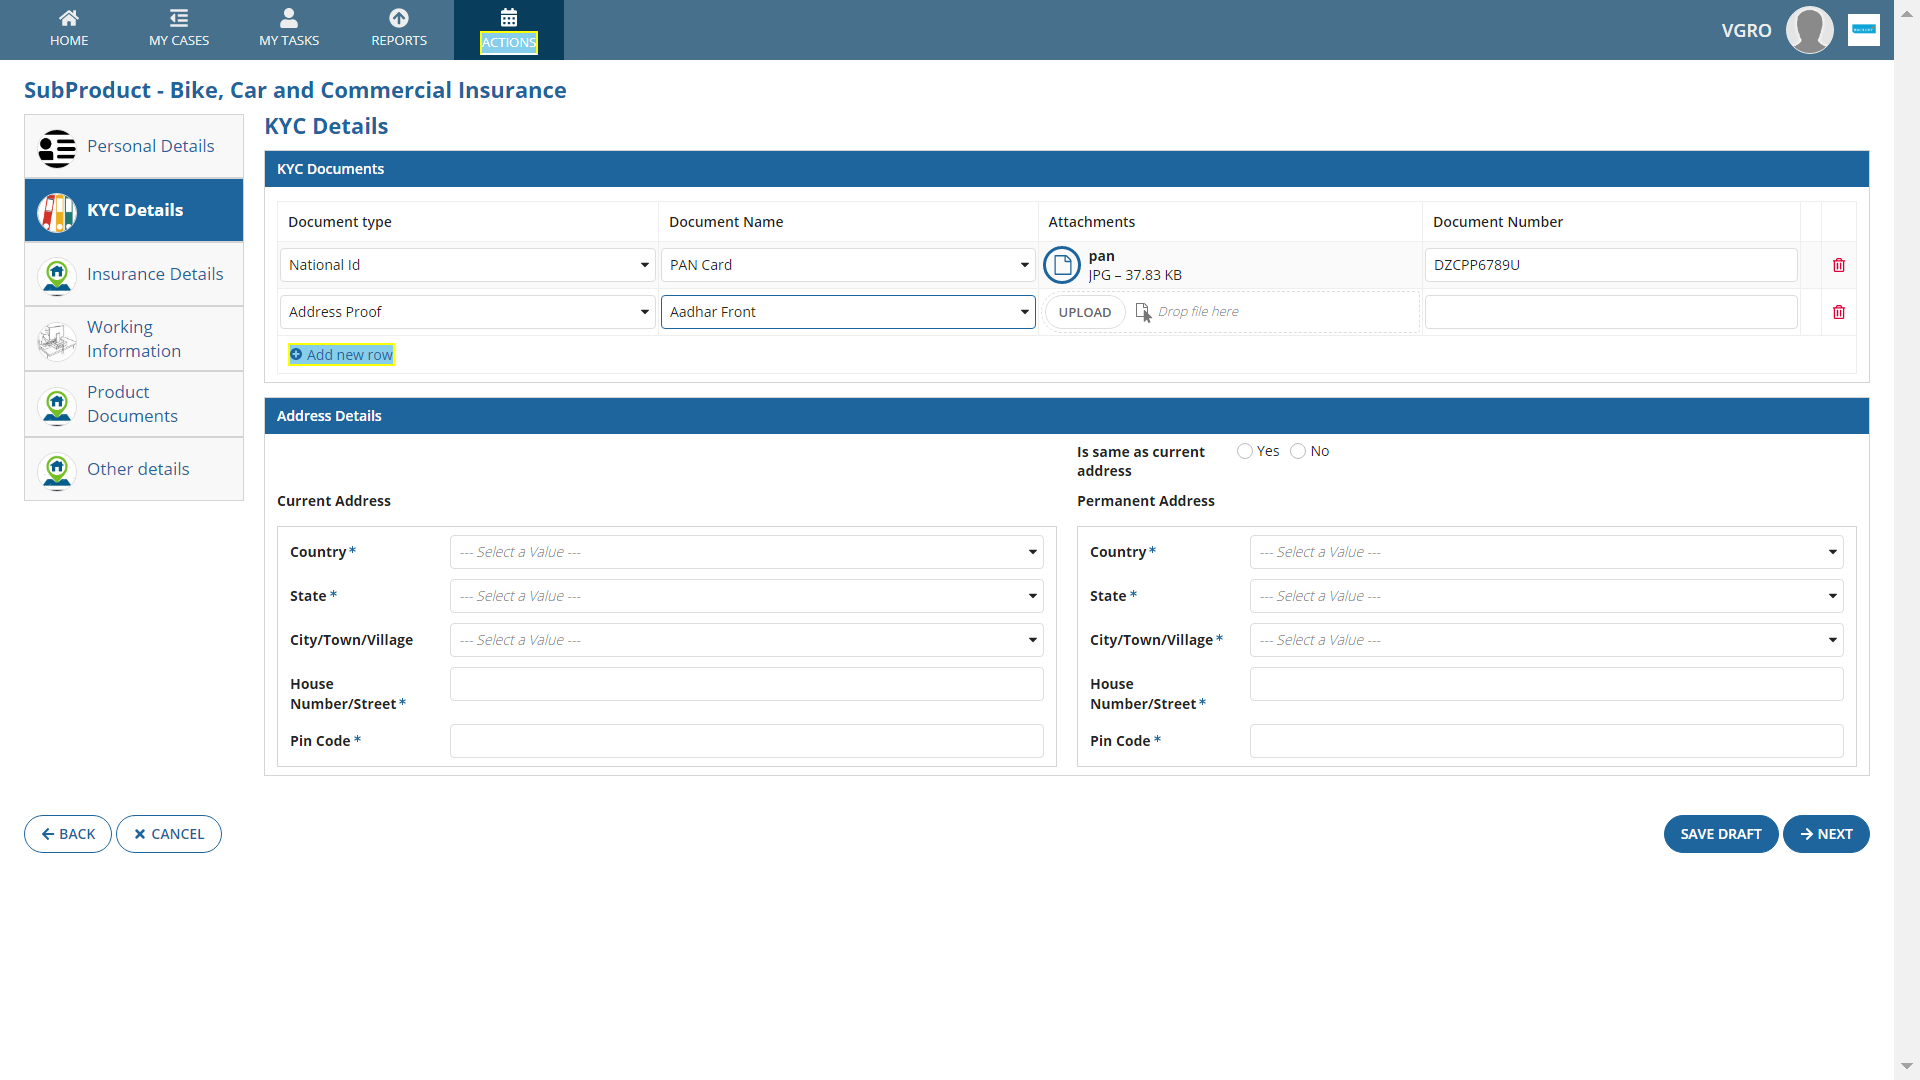 HOME
MY CASES
MY TASKS
REPORTS
ACTIONS
VGRO
SubProduct - Bike, Car and Commercial Insurance
Personal Details
KYC Details
Insurance Details
Working
Information
Product
Documents
Other details
KYC Details
KYC Documents
Document type
Document Name
Attachments
Document Number
National Id
PAN Card
pan
JPG – 37.83 KB
DZCPP6789U
Address Proof
Aadhar Front
UPLOAD
Drop file here
Add new row
Address Details
Is same as current
address
Yes
No
Current Address
Country *
--- Select a Value ---
State *
--- Select a Value ---
City/Town/Village
--- Select a Value ---
House
Number/Street *
Pin Code *
Permanent Address
Country *
--- Select a Value ---
State *
--- Select a Value ---
City/Town/Village *
--- Select a Value ---
House
Number/Street *
Pin Code *
BACK
CANCEL
SAVE DRAFT
NEXT